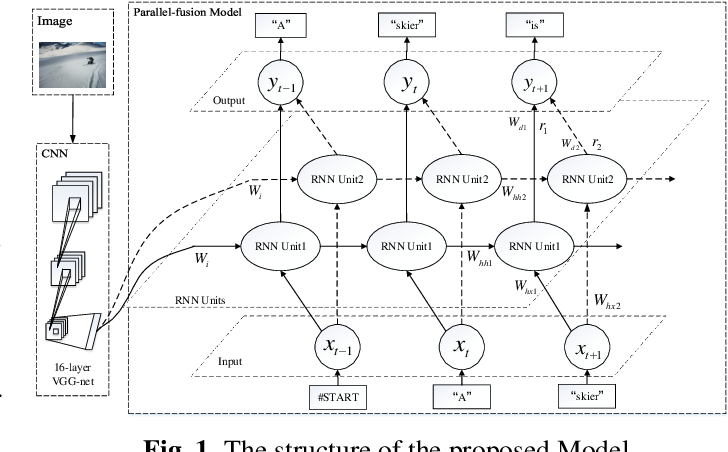 Image
CNN
16-layer
VGG-net
Parallel-fusion Model
"A" "skier" "is"
y_{t-1} y_t y_{t+1}
Output
W_{d1} r_1 W_{d2} r_2
RNN Unit2 RNN Unit2 RNN Unit2
W_i W_{hh2}
RNN Unit1 RNN Unit1 RNN Unit1
W_i W_{hh1}
W_{hx1}
RNN Units W_{hx2}
x_{t-1} x_t x_{t+1}
Input
#START "A" "skier"
Fig. 1. The structure of the proposed Model